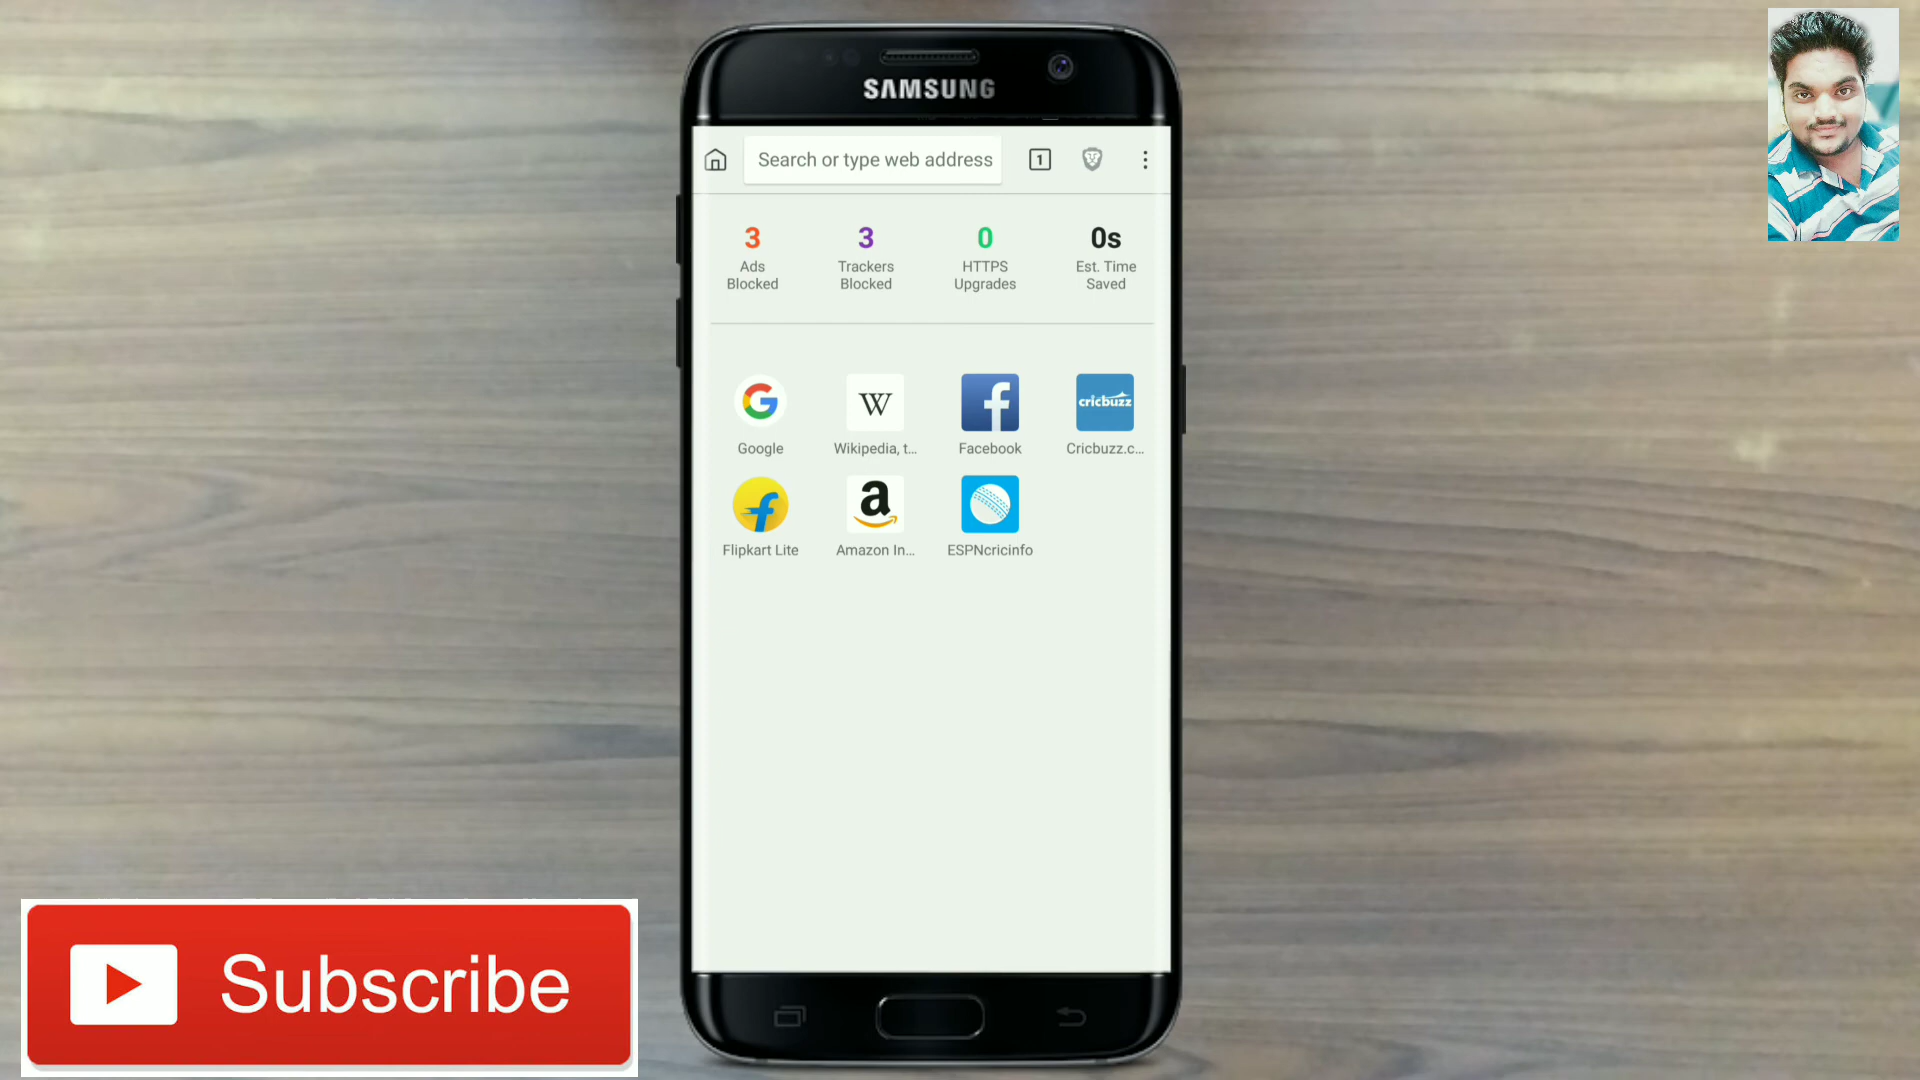 SAMSUNG
Search or type web address
1
3
3
0
0s
Ads
Blocked
Trackers
Blocked
HTTPS
Upgrades
Est. Time
Saved
G
W
f
cricbuzz
Google
Wikipedia, t...
Facebook
Cricbuzz.c...
f
a
Flipkart Lite
Amazon In...
ESPNcricinfo
Subscribe